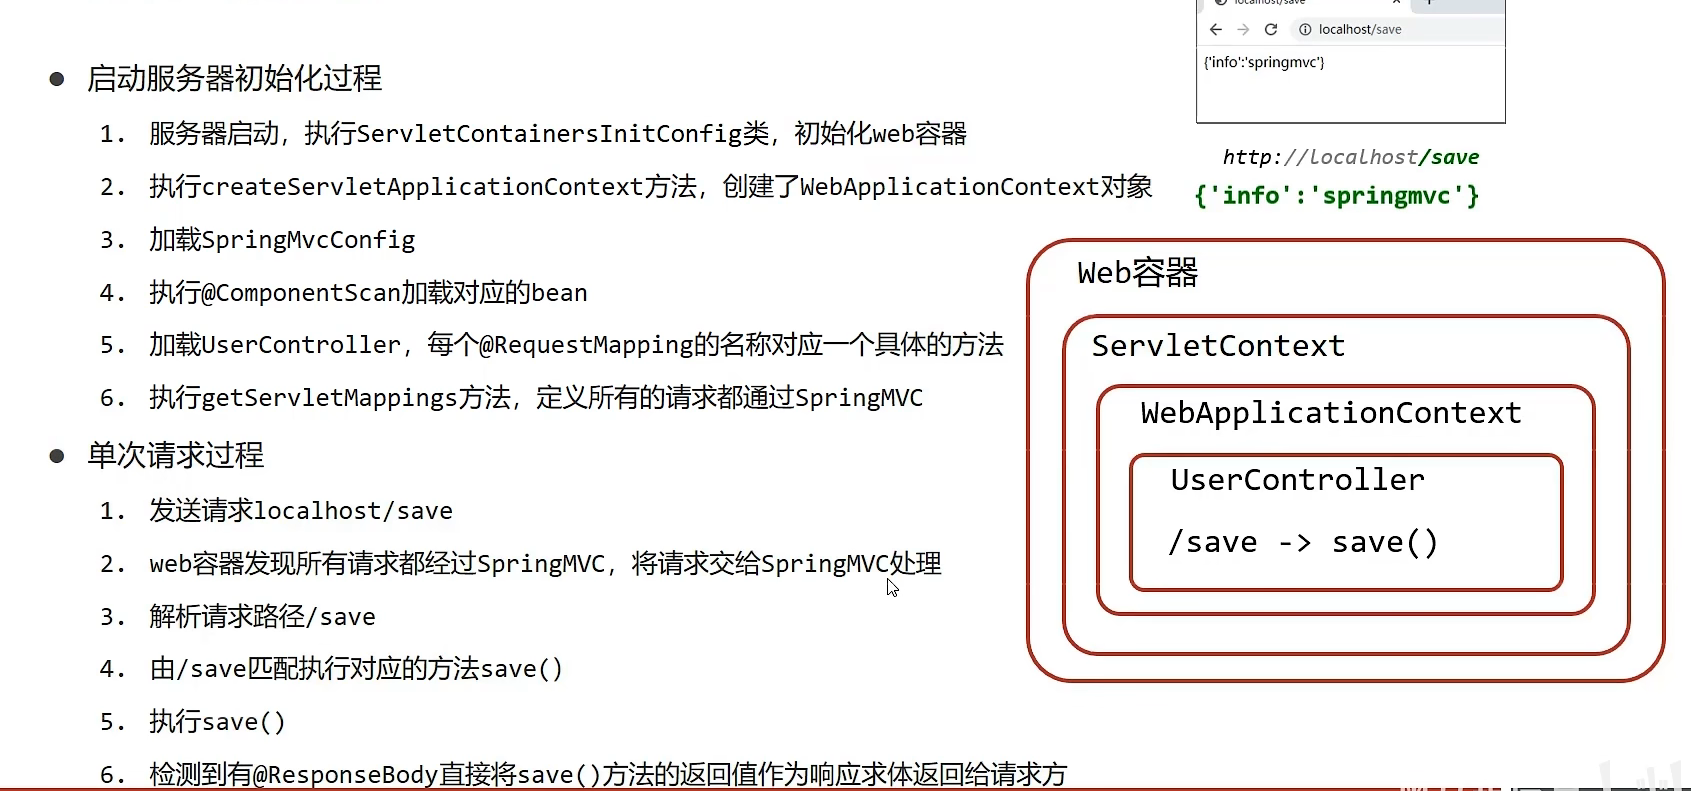 localhost/save
localhost/save
{'info':'springmvc'}
http://localhost/save
{'info':'springmvc'}
● 启动服务器初始化过程
1. 服务器启动，执行ServletContainersInitConfig类，初始化web容器
2. 执行createServletApplicationContext方法，创建了WebApplicationContext对象
3. 加载SpringMvcConfig
4. 执行@ComponentScan加载对应的bean
5. 加载UserController，每个@RequestMapping的名称对应一个具体的方法
6. 执行getServletMappings方法，定义所有的请求都通过SpringMVC
● 单次请求过程
1. 发送请求localhost/save
2. web容器发现所有请求都经过SpringMVC，将请求交给SpringMVC处理
3. 解析请求路径/save
4. 由/save匹配执行对应的方法save()
5. 执行save()
6. 检测到有@ResponseBody直接将save()方法的返回值作为响应求体返回给请求方
Web容器
ServletContext
WebApplicationContext
UserController
/save -> save()